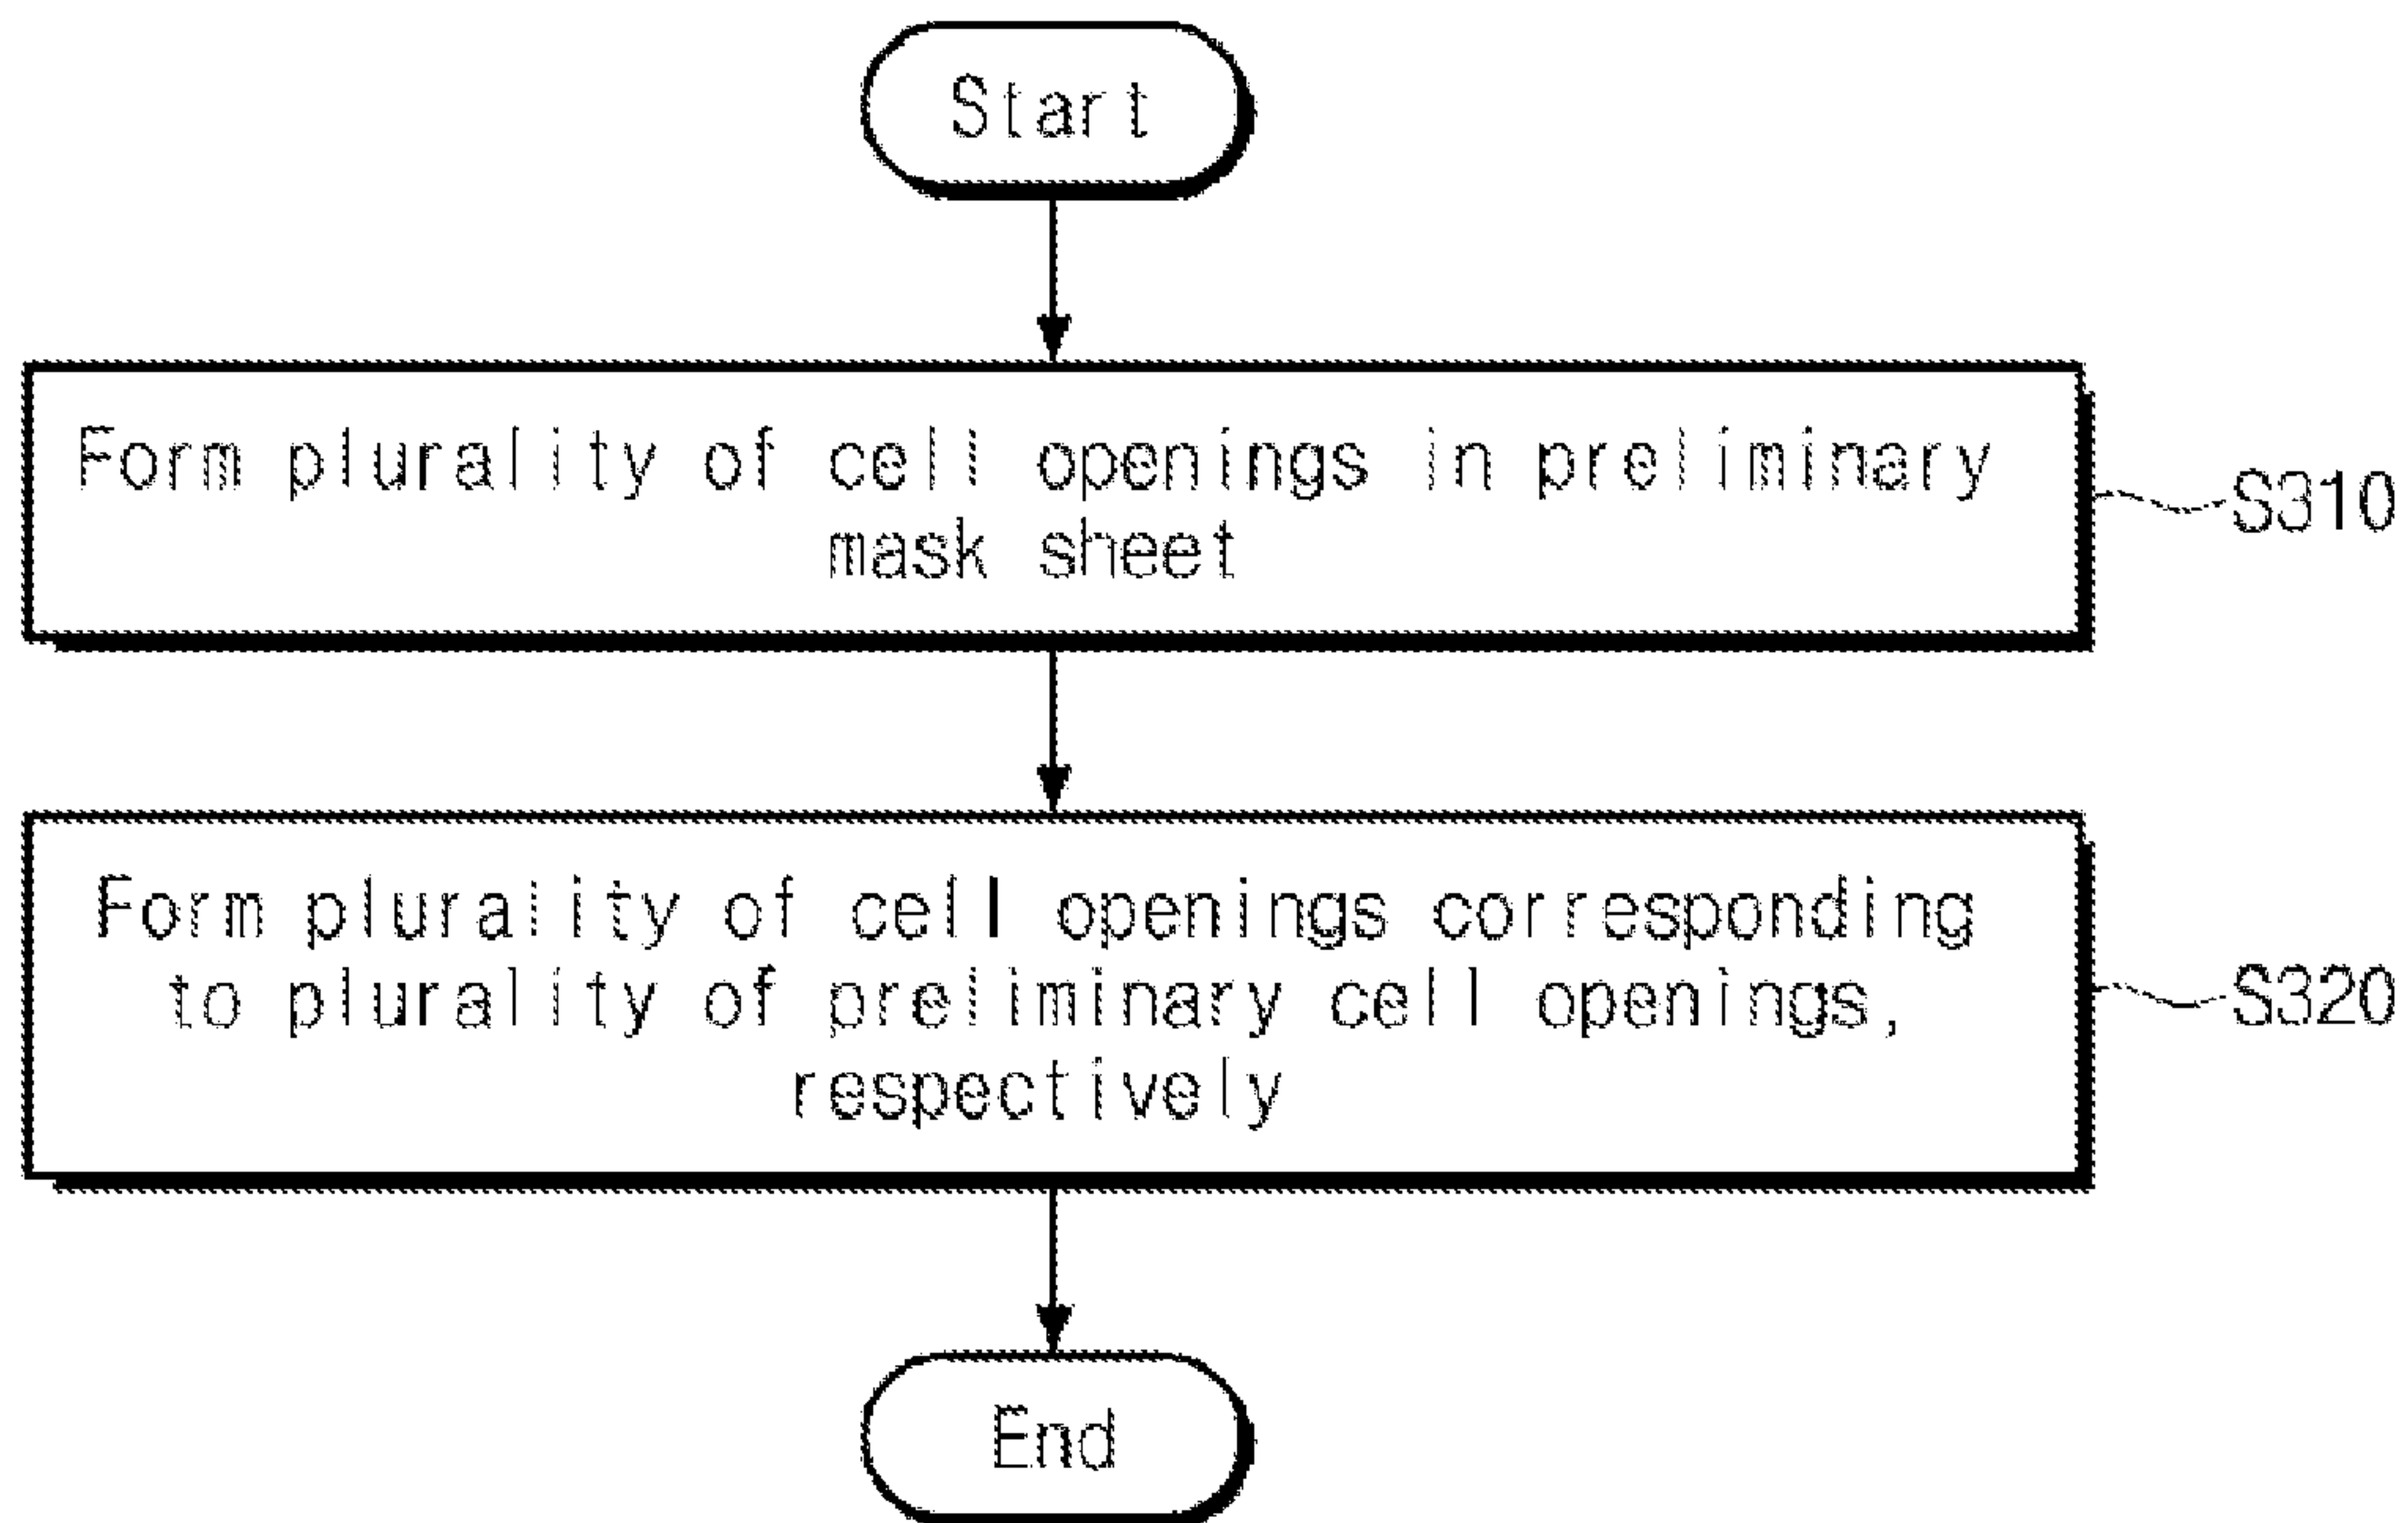 Start
Form plurality of cell openings in preliminary
mask sheet
S310
Form plurality of cell openings corresponding
to plurality of preliminary cell openings,
respectively
S320
End